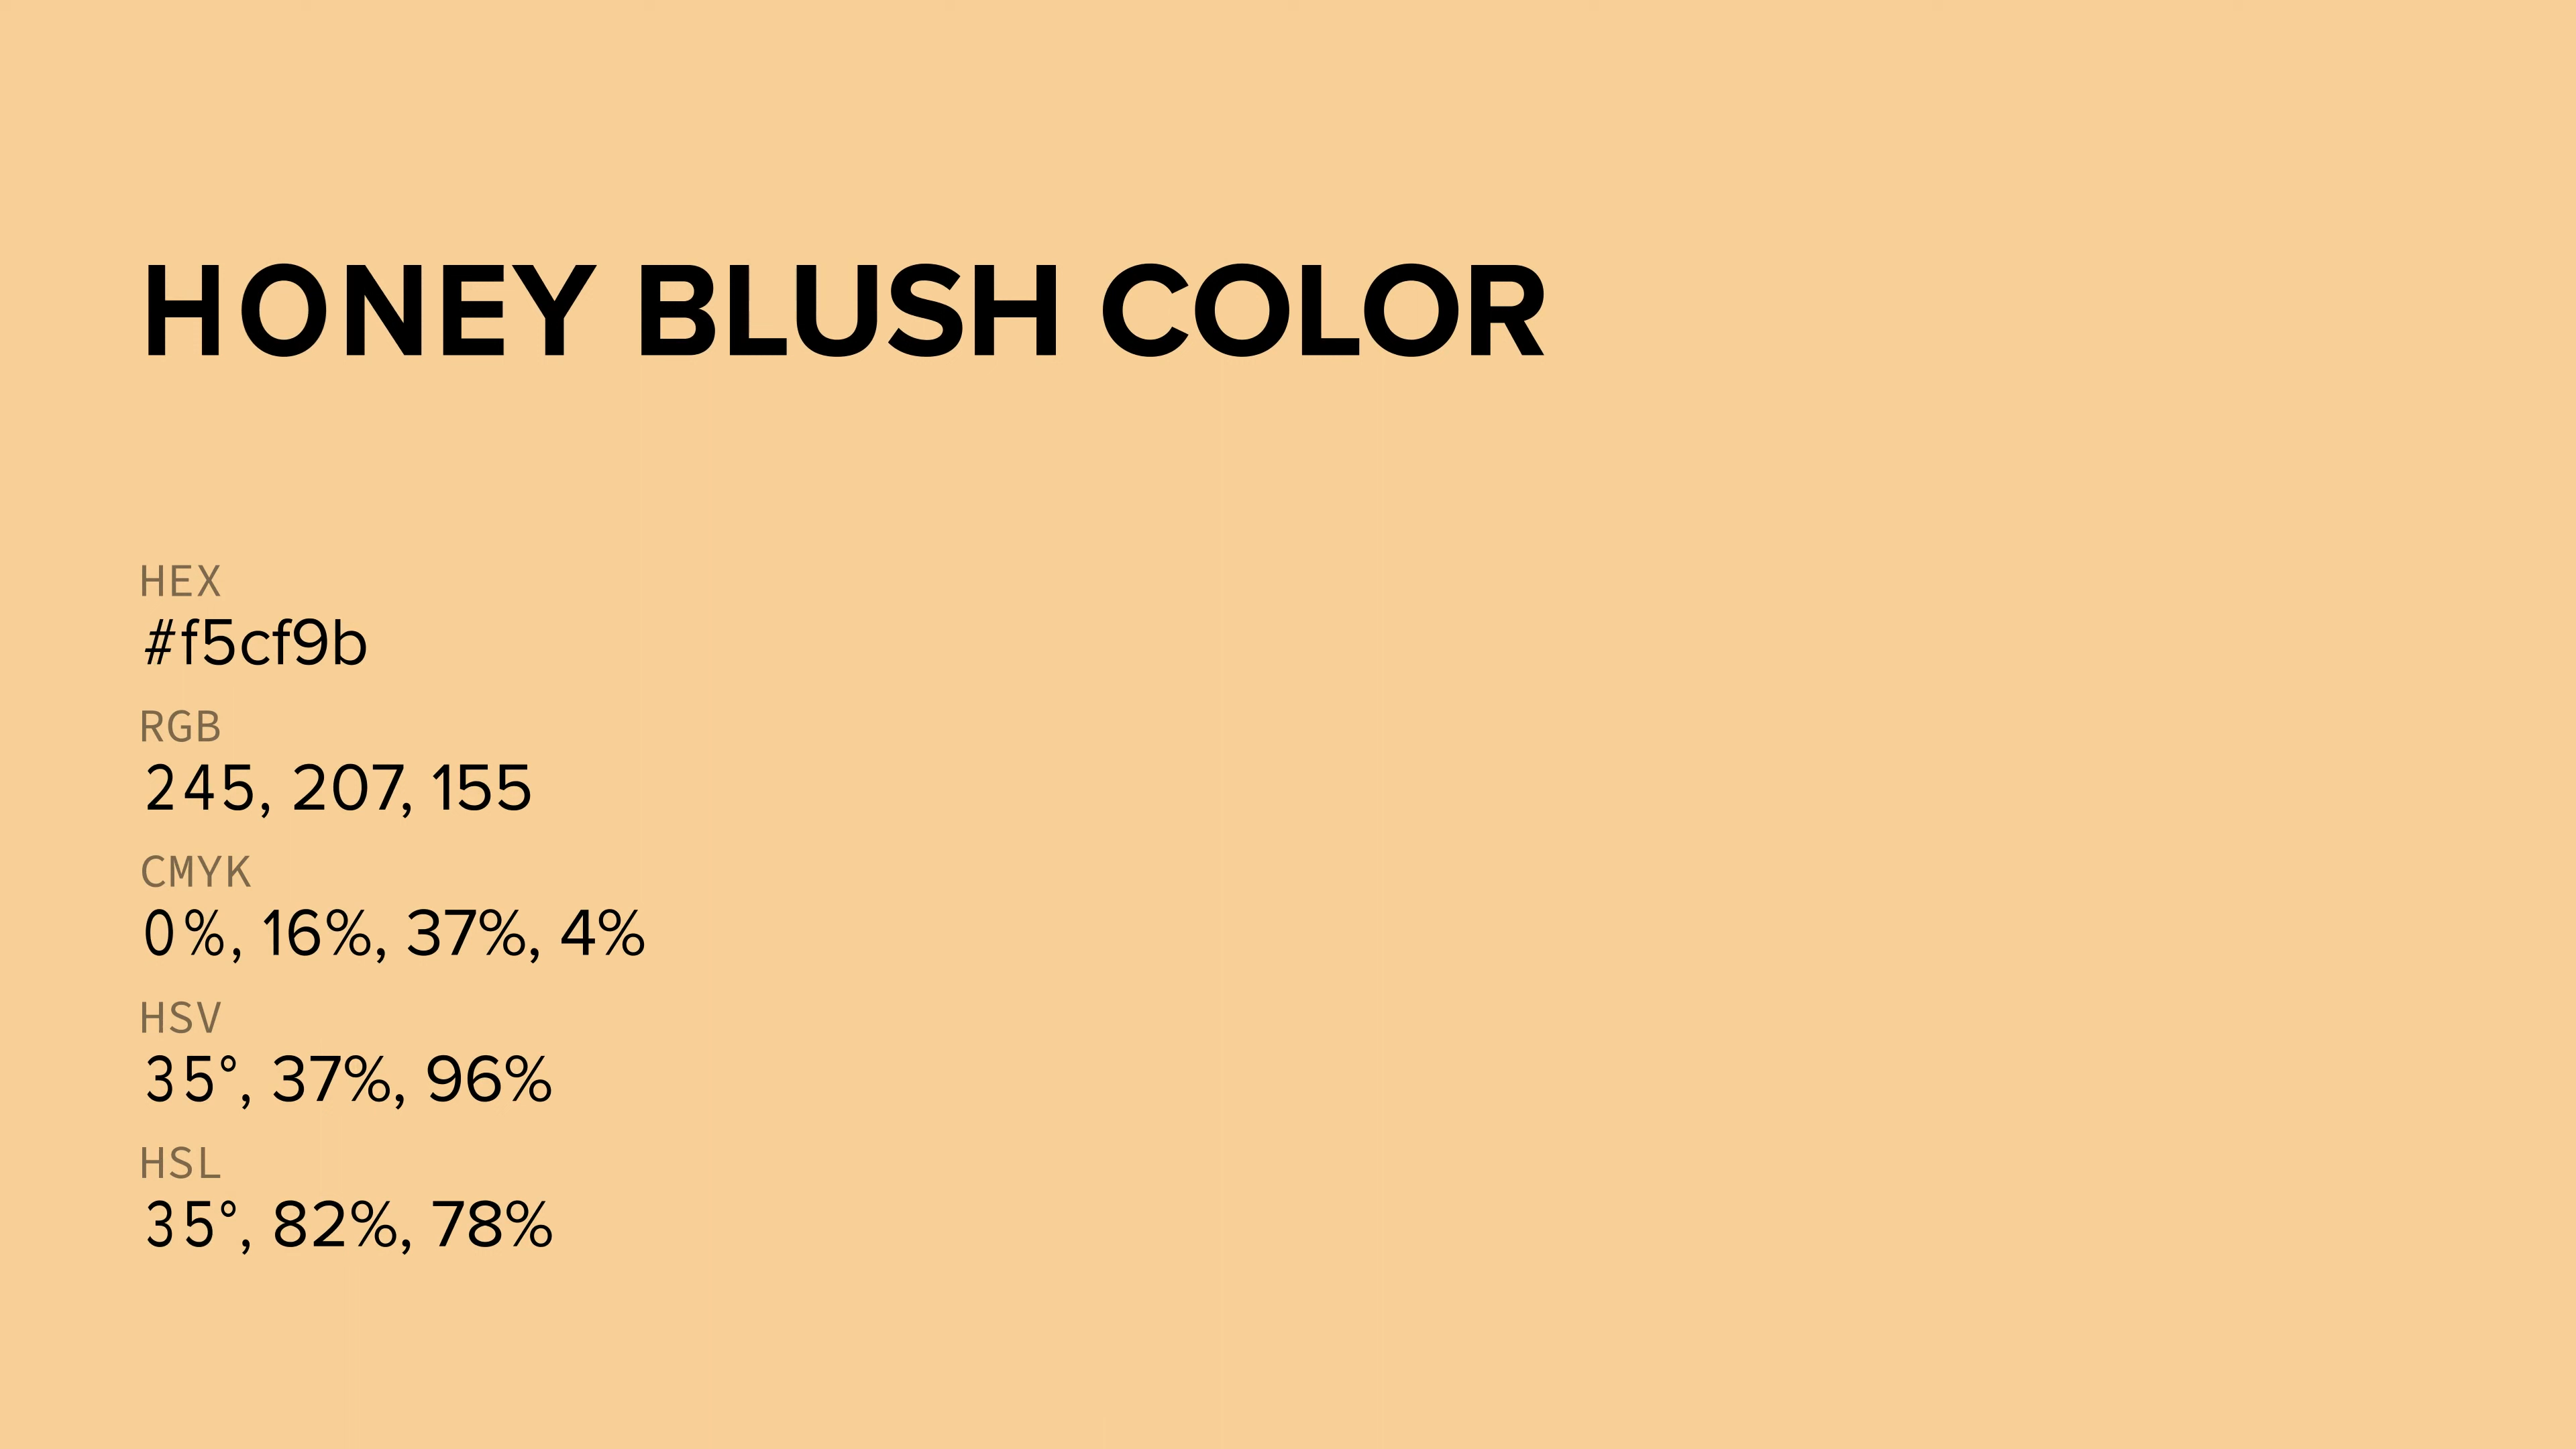 HONEY BLUSH COLOR
HEX
#f5cf9b
RGB
245, 207, 155
CMYK
0%, 16%, 37%, 4%
HSV
35°, 37%, 96%
HSL
35°, 82%, 78%